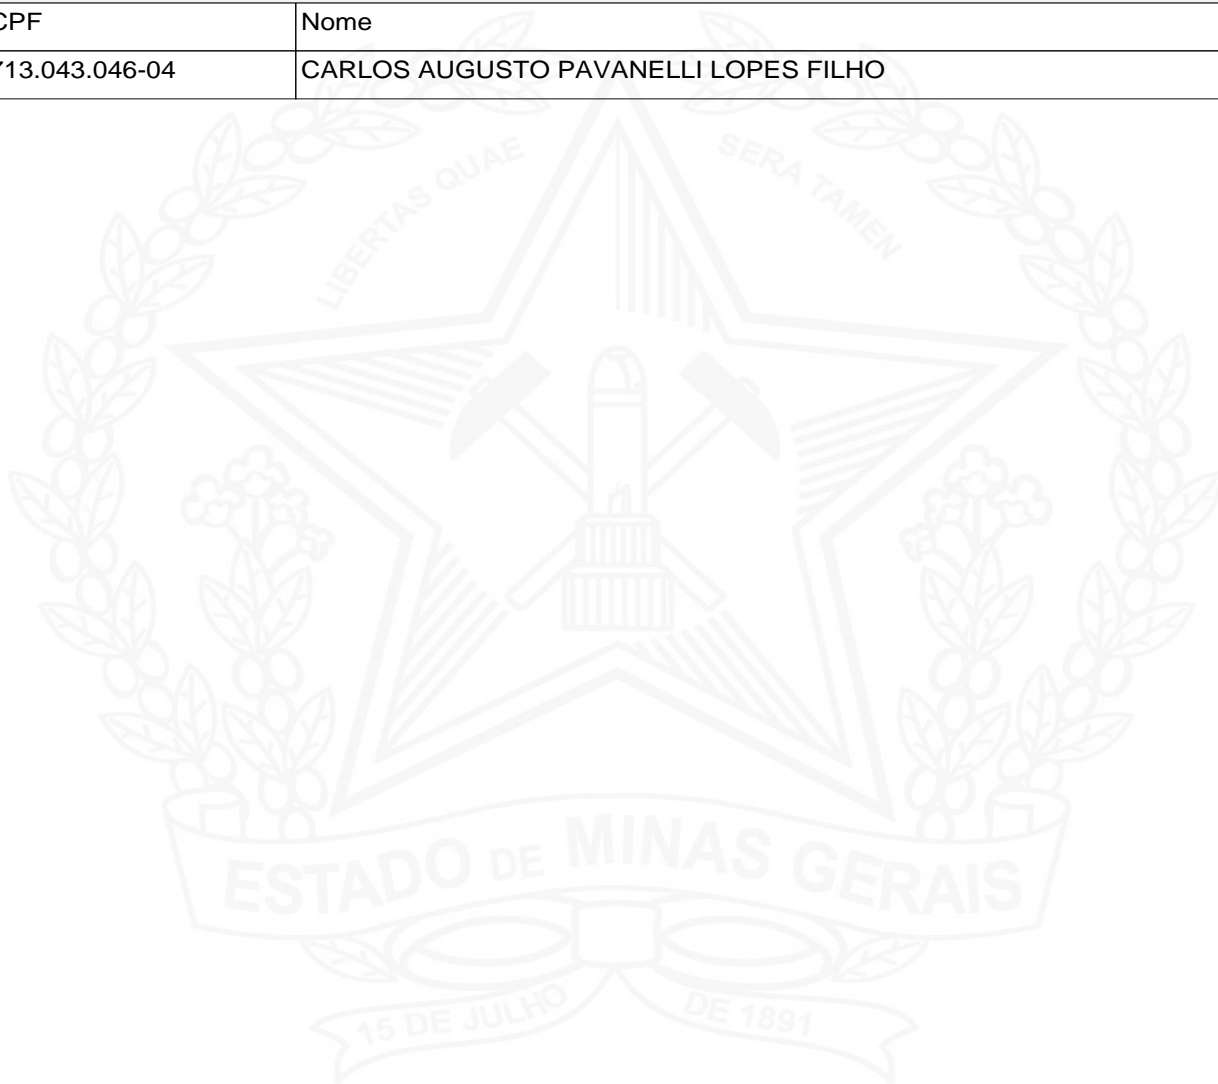 CPF Nome
713.043.046-04 CARLOS AUGUSTO PAVANELLI LOPES FILHO
LIBERTAS QUAE SERA TAMEN
ESTADO DE MINAS GERAIS
15 DE JULHO DE 1891